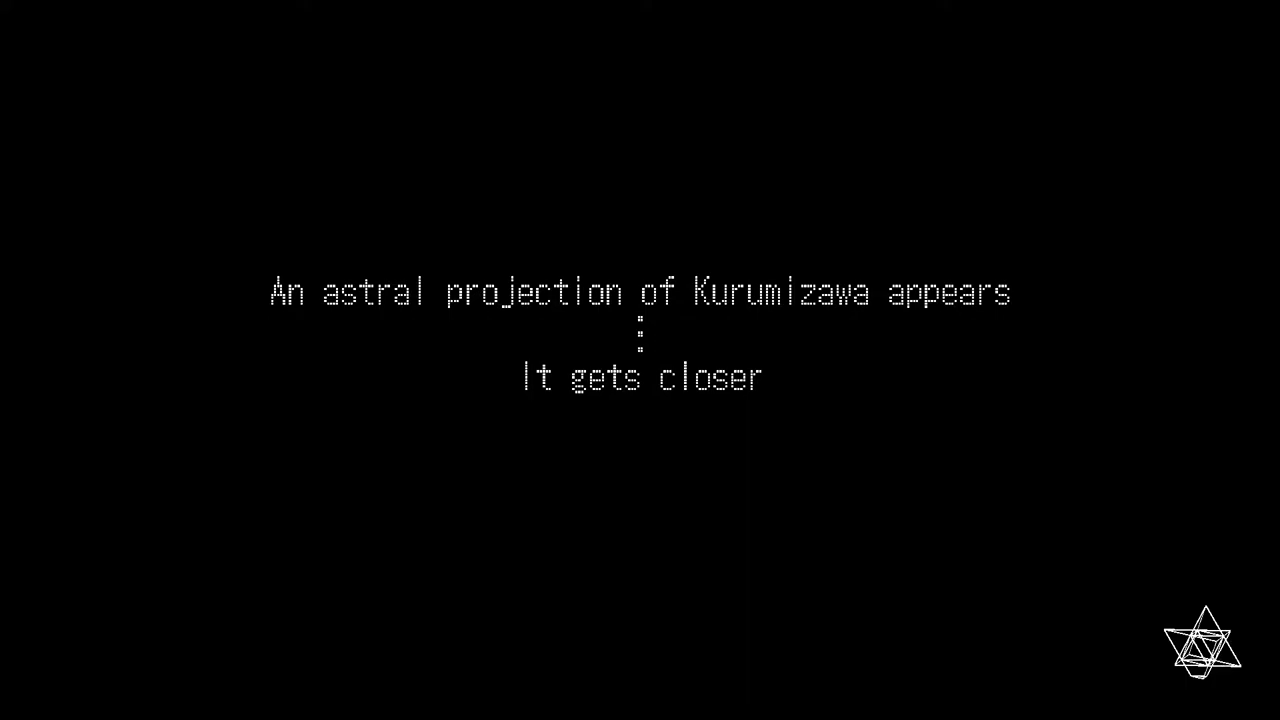 An astral projection of Kurumizawa appears
⋮
It gets closer